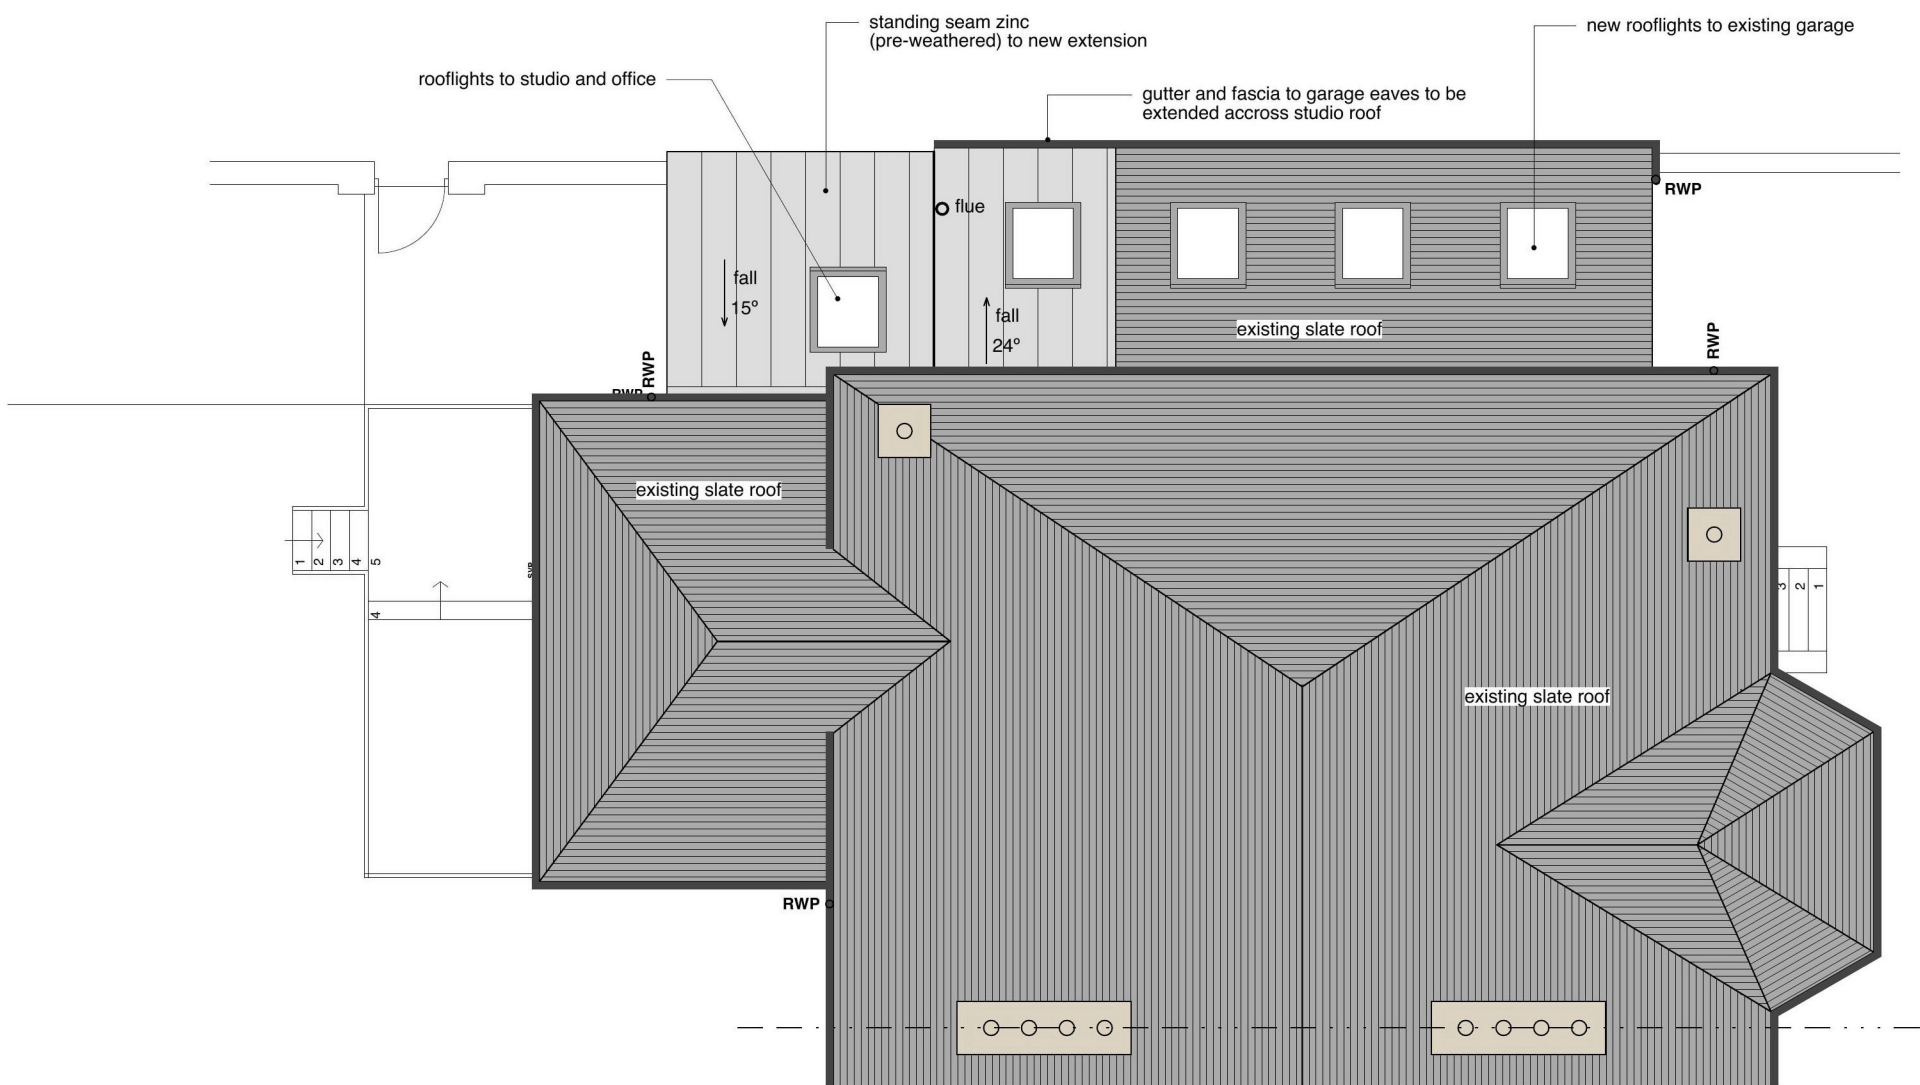 standing seam zinc
(pre-weathered) to new extension
new rooflights to existing garage
rooflights to studio and office
gutter and fascia to garage eaves to be
extended accross studio roof
RWP
flue
fall
15º
fall
24º
existing slate roof
RWP
RWP
RWP
existing slate roof
1 2 3 4 5
SVP
4
3 2 1
existing slate roof
RWP